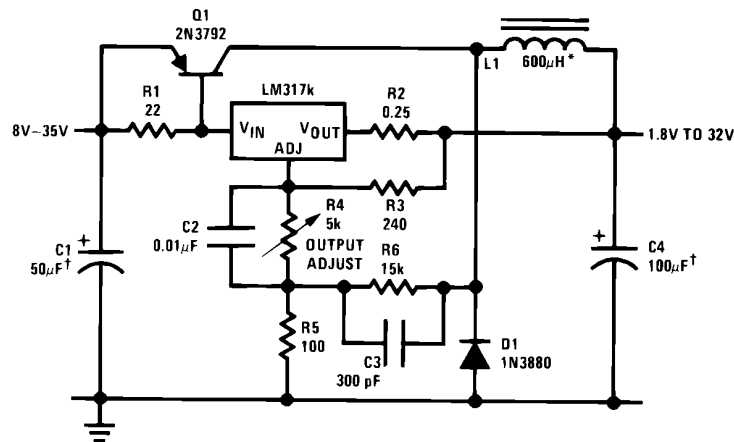 Q1
2N3792
L1
600μH*
R1
22
LM317k
R2
0.25
8V–35V
VIN
VOUT
ADJ
1.8V TO 32V
C2
0.01μF
R4
5k
OUTPUT
ADJUST
R3
240
C1
+
50μF†
R6
15k
C4
+
100μF†
R5
100
C3
300 pF
D1
1N3880